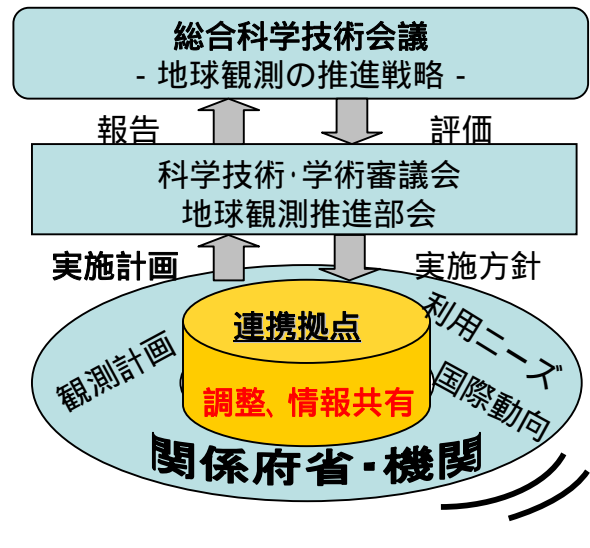 総合科学技術会議
- 地球観測の推進戦略 -
報告
評価
科学技術・学術審議会
地球観測推進部会
実施計画
実施方針
連携拠点
利用ニーズ
観測計画
国際動向
調整、情報共有
関係府省・機関